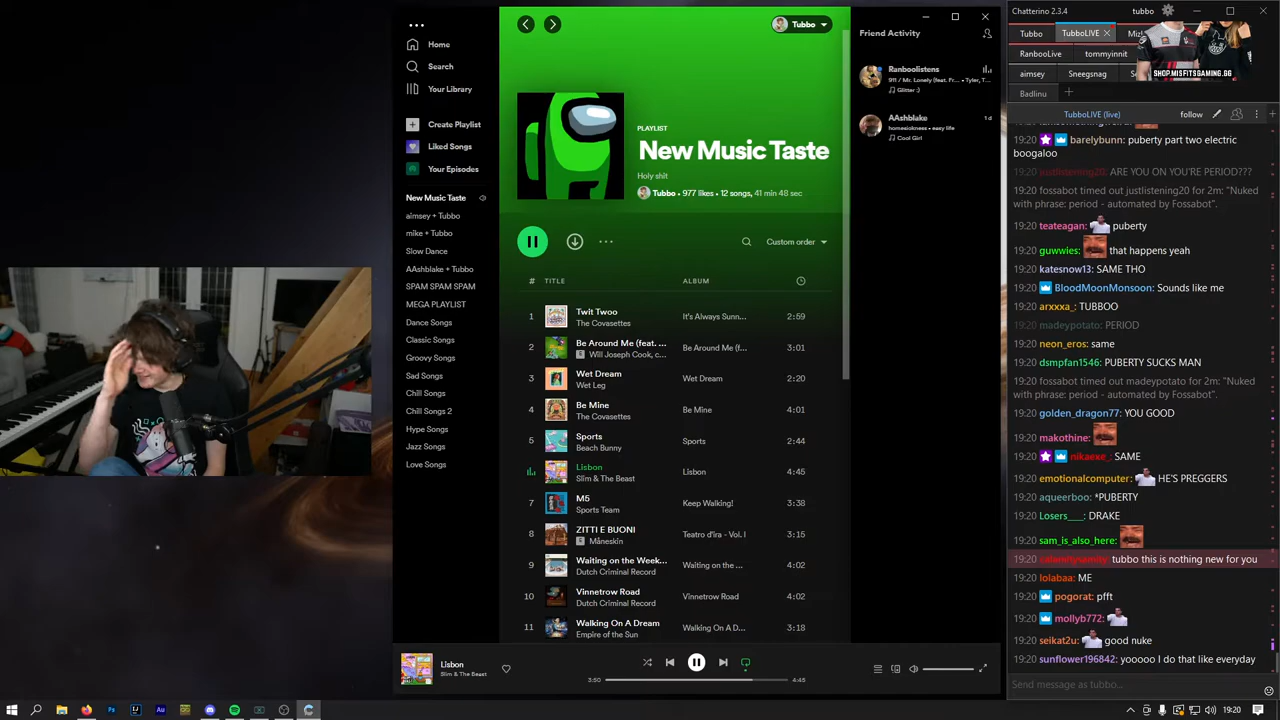 Home
Search
Your Library
Create Playlist
Liked Songs
Your Episodes
New Music Taste
aimsey + Tubbo
mike + Tubbo
Slow Dance
AAshblake + Tubbo
SPAM SPAM SPAM
MEGA PLAYLIST
Dance Songs
Classic Songs
Groovy Songs
Sad Songs
Chill Songs
Chill Songs 2
Hype Songs
Jazz Songs
Love Songs
Tubbo
PLAYLIST
New Music Taste
Holy shit
Tubbo • 977 likes • 12 songs, 41 min 48 sec
Custom order
# TITLE ALBUM
1 Twit Twoo It's Always Sunn... 2:59
The Covasettes
2 Be Around Me (feat. ... Be Around Me (f... 3:01
E Will Joseph Cook, c...
3 Wet Dream Wet Dream 2:20
Wet Leg
4 Be Mine Be Mine 4:01
The Covasettes
5 Sports Sports 2:44
Beach Bunny
Lisbon Lisbon 4:45
Slim & The Beast
7 M5 Keep Walking! 3:38
Sports Team
8 ZITTI E BUONI Teatro d'ira - Vol. I 3:15
E Måneskin
9 Waiting on the Week... Waiting on the ... 4:02
Dutch Criminal Record
10 Vinnetrow Road Vinnetrow Road 4:02
Dutch Criminal Record
11 Walking On A Dream Walking On A D... 3:18
Empire of the Sun
Friend Activity
Ranboolistens
911 / Mr. Lonely (feat. Fr... • Tyler, T...
Glitter :)
AAshblake 1d
homesickness • easy life
Cool Girl
Lisbon
Slim & The Beast
3:50 4:45
Chatterino 2.3.4 tubbo
Tubbo TubboLIVE
RanbooLive tommyinnit
aimsey Sneegsnag
Badlinu
SHOP.MISFITSGAMING.GG
TubboLIVE (live) follow
19:20 barelybunn: puberty part two electric
boogaloo
19:20 justlistening20: ARE YOU ON YOU'RE PERIOD???
19:20 fossabot timed out justlistening20 for 2m: "Nuked
with phrase: period - automated by Fossabot".
19:20 teateagan: puberty
19:20 guwwies: that happens yeah
19:20 katesnow13: SAME THO
19:20 BloodMoonMonsoon: Sounds like me
19:20 arxxxa_: TUBBOO
19:20 madeypotato: PERIOD
19:20 neon_eros: same
19:20 dsmpfan1546: PUBERTY SUCKS MAN
19:20 fossabot timed out madeypotato for 2m: "Nuked
with phrase: period - automated by Fossabot".
19:20 golden_dragon77: YOU GOOD
19:20 makothine:
19:20 nikaexe_: SAME
19:20 emotionalcomputer: HE'S PREGGERS
19:20 aqueerboo: *PUBERTY
19:20 Losers___: DRAKE
19:20 sam_is_also_here:
19:20 tubbo this is nothing new for you
19:20 lolabaa: ME
19:20 pogorat: pfft
19:20 mollyb772:
19:20 seikat2u: good nuke
19:20 sunflower196842: yooooo I do that like everyday
Send message as tubbo...
19:20